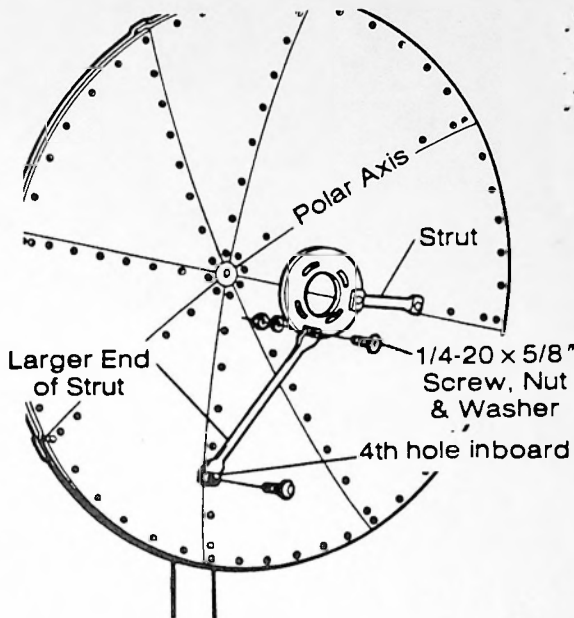 Polar Axis
Strut
Larger End
of Strut
1/4-20 x 5/8"
Screw, Nut
& Washer
4th hole inboard